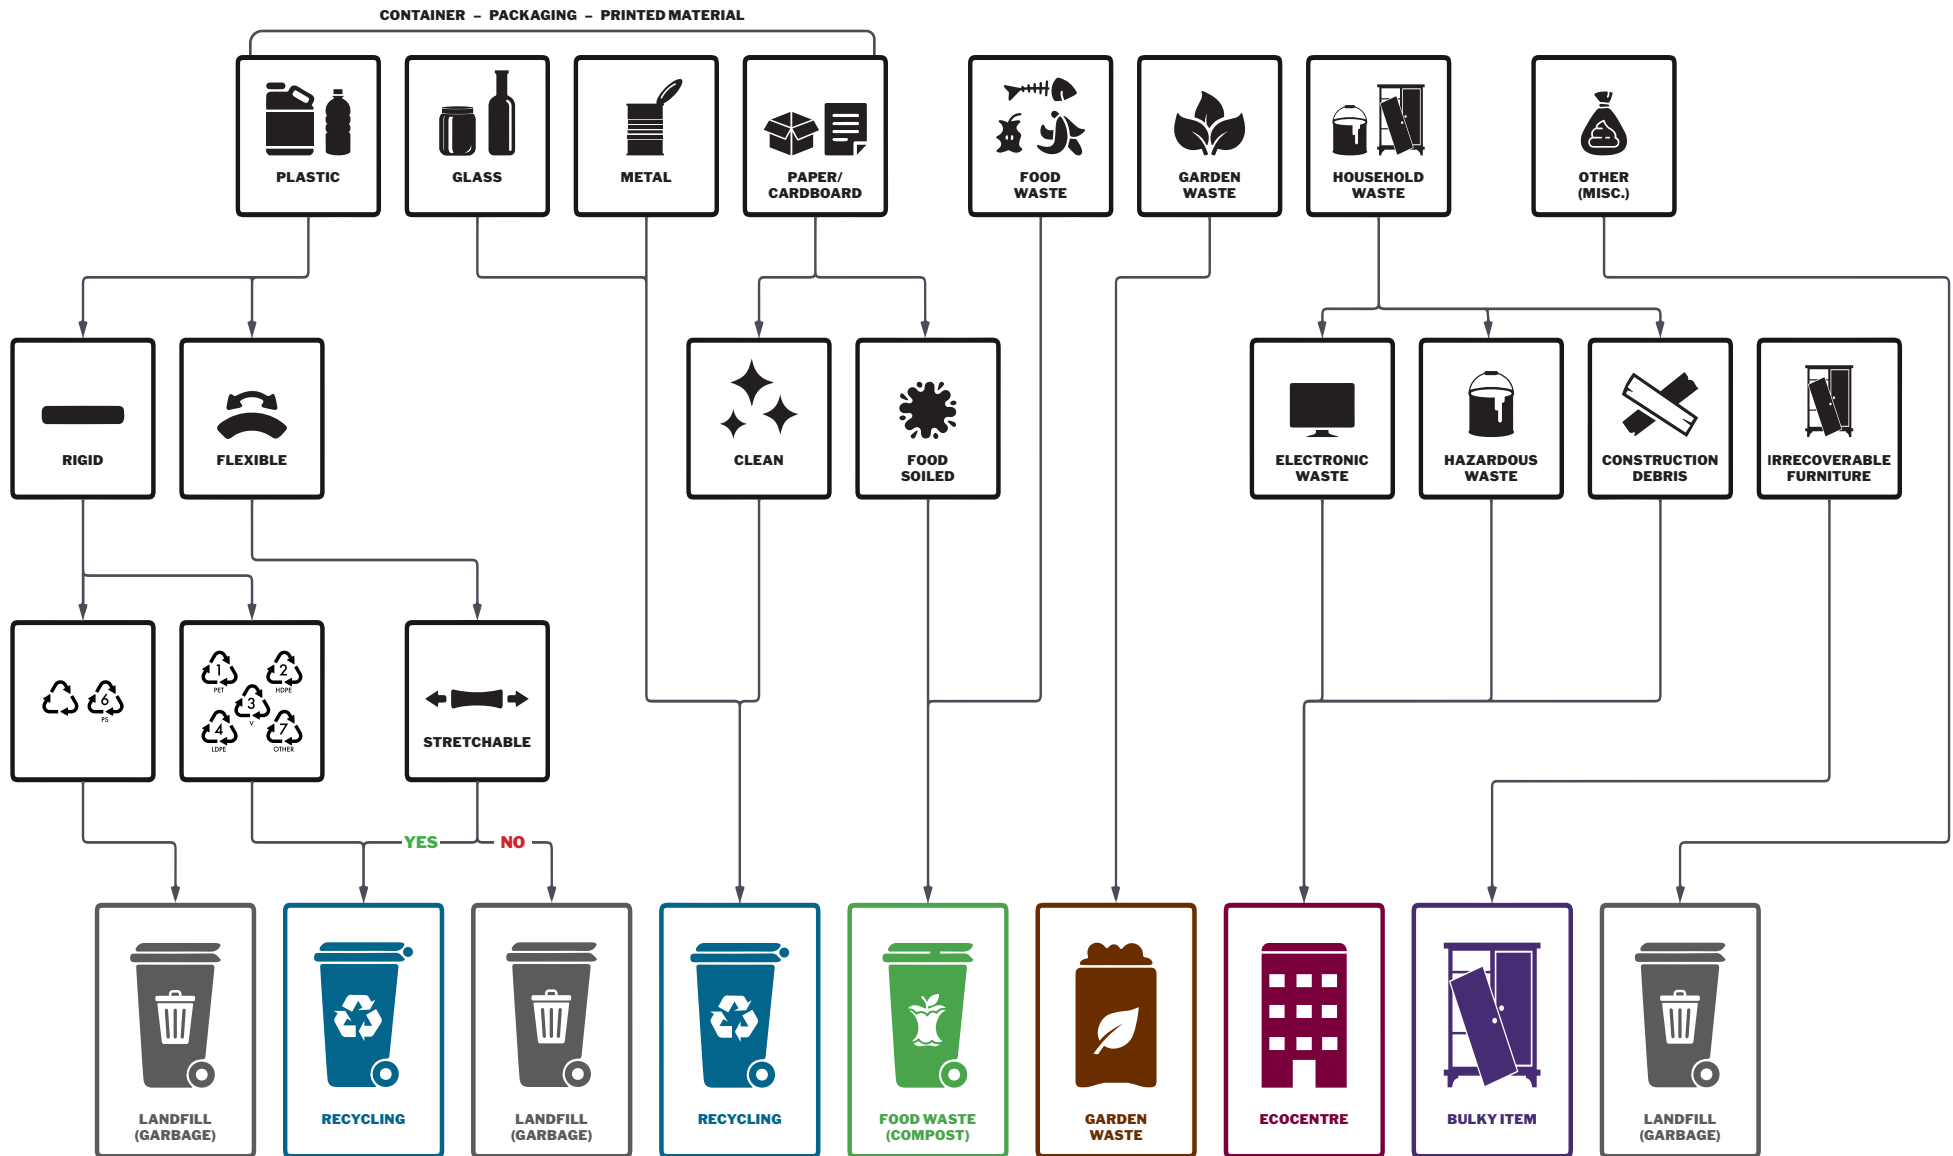 CONTAINER – PACKAGING – PRINTED MATERIAL
PLASTIC
GLASS
METAL
PAPER/
CARDBOARD
FOOD
WASTE
GARDEN
WASTE
HOUSEHOLD
WASTE
OTHER
(MISC.)
RIGID
FLEXIBLE
CLEAN
FOOD
SOILED
ELECTRONIC
WASTE
HAZARDOUS
WASTE
CONSTRUCTION
DEBRIS
IRRECOVERABLE
FURNITURE
6
PS
1
PET
2
HDPE
3
V
4
LDPE
7
OTHER
STRETCHABLE
YES
NO
LANDFILL
(GARBAGE)
RECYCLING
LANDFILL
(GARBAGE)
RECYCLING
FOOD WASTE
(COMPOST)
GARDEN
WASTE
ECOCENTRE
BULKY ITEM
LANDFILL
(GARBAGE)